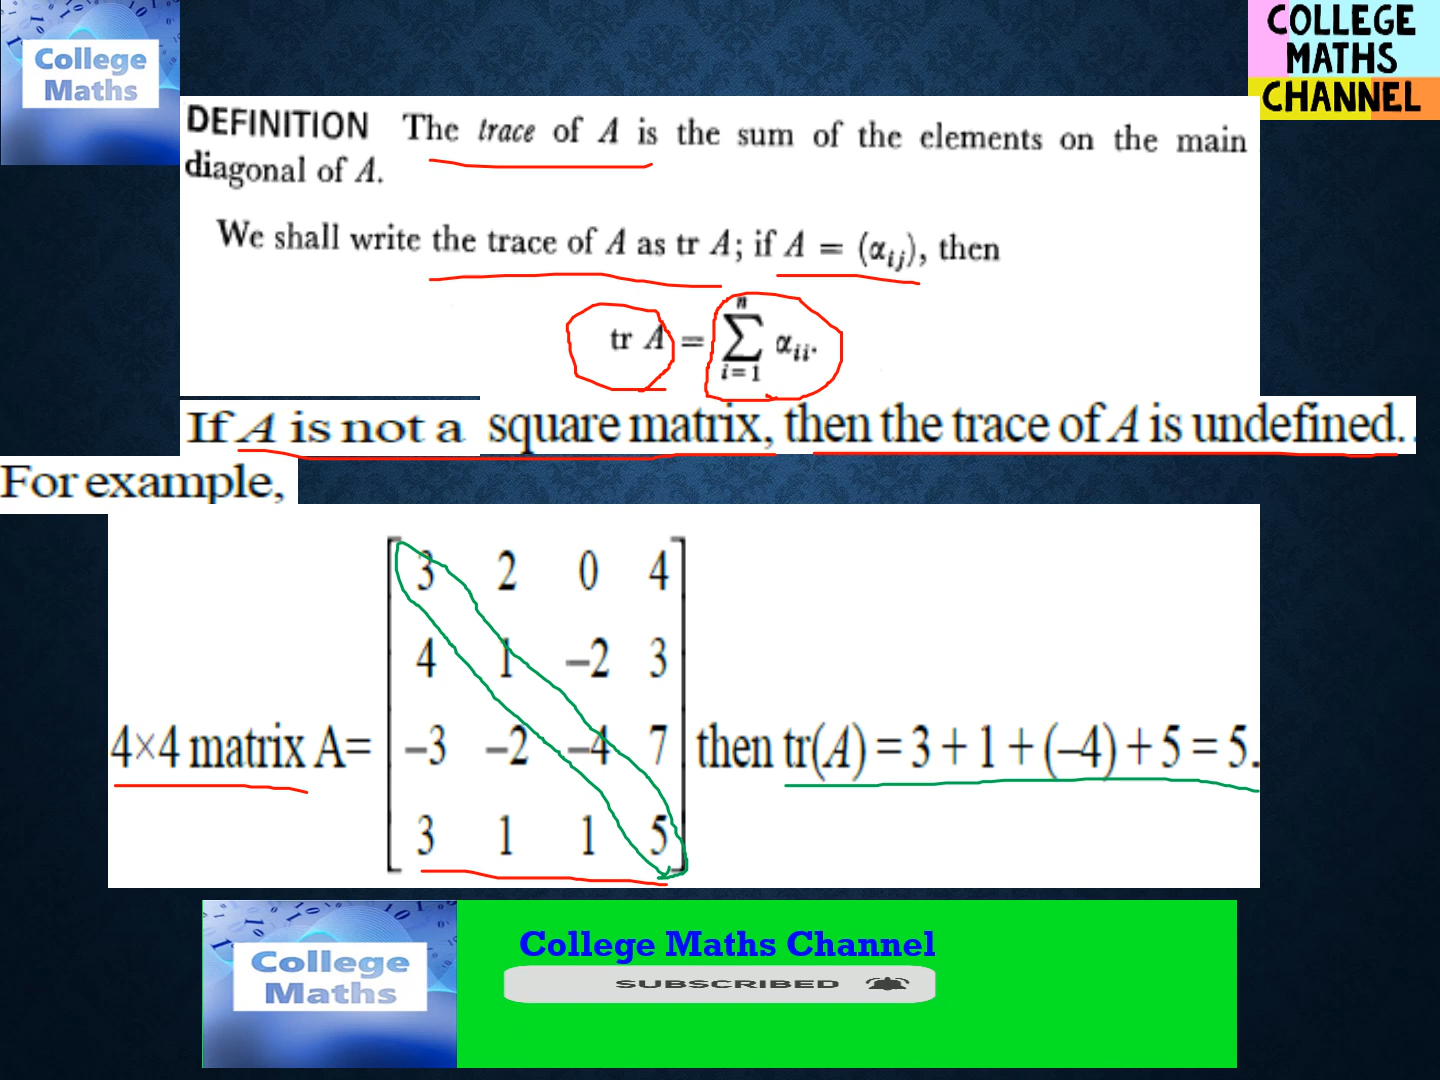 College
Maths
COLLEGE
MATHS
CHANNEL
DEFINITION The trace of A is the sum of the elements on the main
diagonal of A.
We shall write the trace of A as tr A; if A = (αij), then
tr A = ∑ⁿᵢ₌₁ αii.
If A is not a square matrix, then the trace of A is undefined.
For example,
3 2 0 4
4 1 –2 3
4×4 matrix A= –3 –2 –4 7 then tr(A) = 3 + 1 + (–4) + 5 = 5.
3 1 1 5
College Maths Channel
College
Maths
SUBSCRIBED